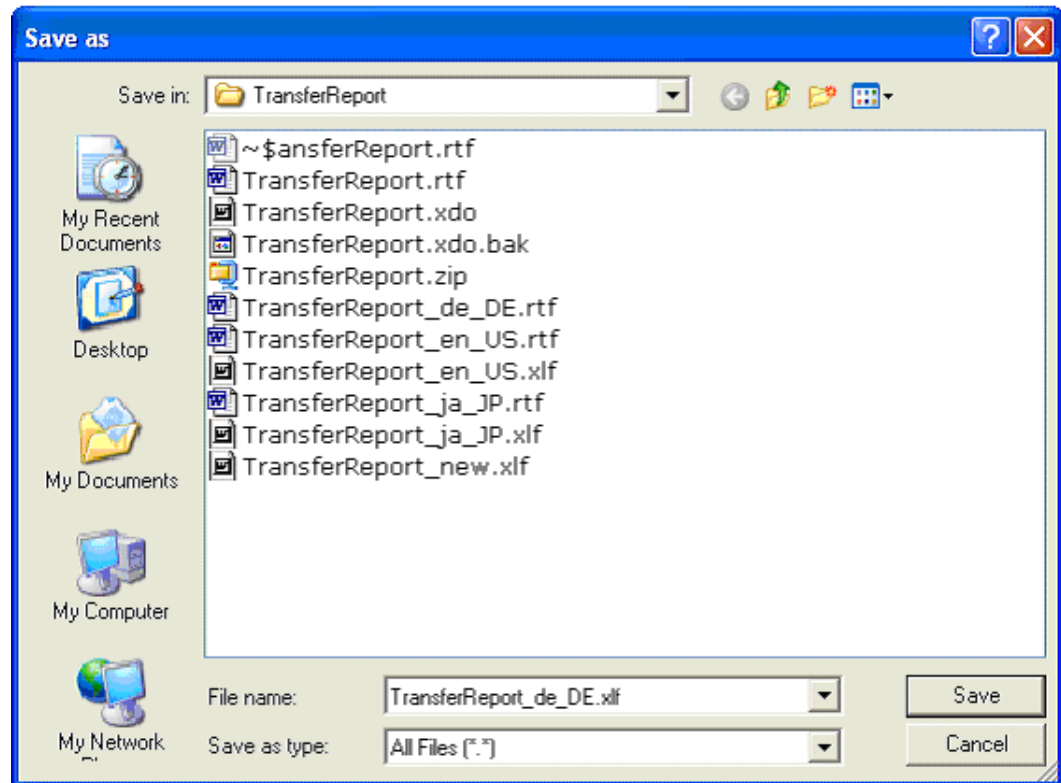 Save as
Save in: TransferReport
~$ansferReport.rtf
TransferReport.rtf
TransferReport.xdo
TransferReport.xdo.bak
TransferReport.zip
TransferReport_de_DE.rtf
TransferReport_en_US.rtf
TransferReport_en_US.xlf
TransferReport_ja_JP.rtf
TransferReport_ja_JP.xlf
TransferReport_new.xlf
My Recent
Documents
Desktop
My Documents
My Computer
My Network
File name: TransferReport_de_DE.xlf Save
Save as type: All Files (*.*) Cancel